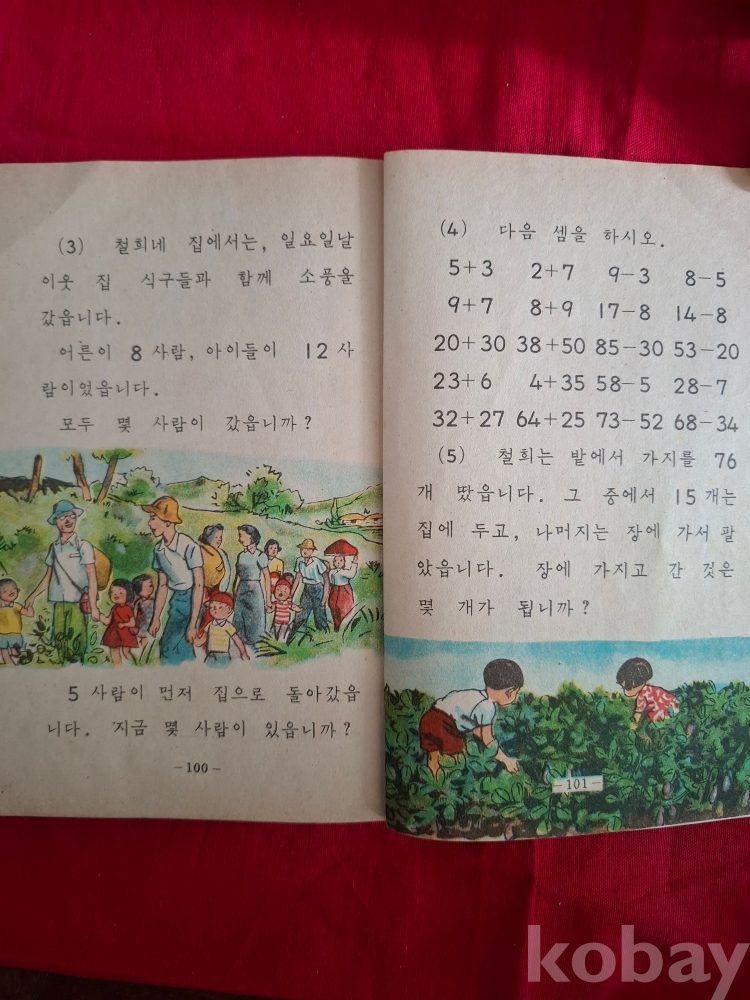 (3) 철희네 집에서는, 일요일날
이웃 집 식구들과 함께 소풍을
갔읍니다.
어른이 8 사람, 아이들이 12 사
람이었읍니다.
모두 몇 사람이 갔읍니까?
5 사람이 먼저 집으로 돌아갔읍
니다. 지금 몇 사람이 있읍니까?
-100-
(4) 다음 셈을 하시오.
5+3 2+7 9-3 8-5
9+7 8+9 17-8 14-8
20+30 38+50 85-30 53-20
23+6 4+35 58-5 28-7
32+27 64+25 73-52 68-34
(5) 철희는 밭에서 가지를 76
개 땄읍니다. 그 중에서 15개는
집에 두고, 나머지는 장에 가서 팔
았읍니다. 장에 가지고 간 것은
몇 개가 됩니까?
-101-
kobay